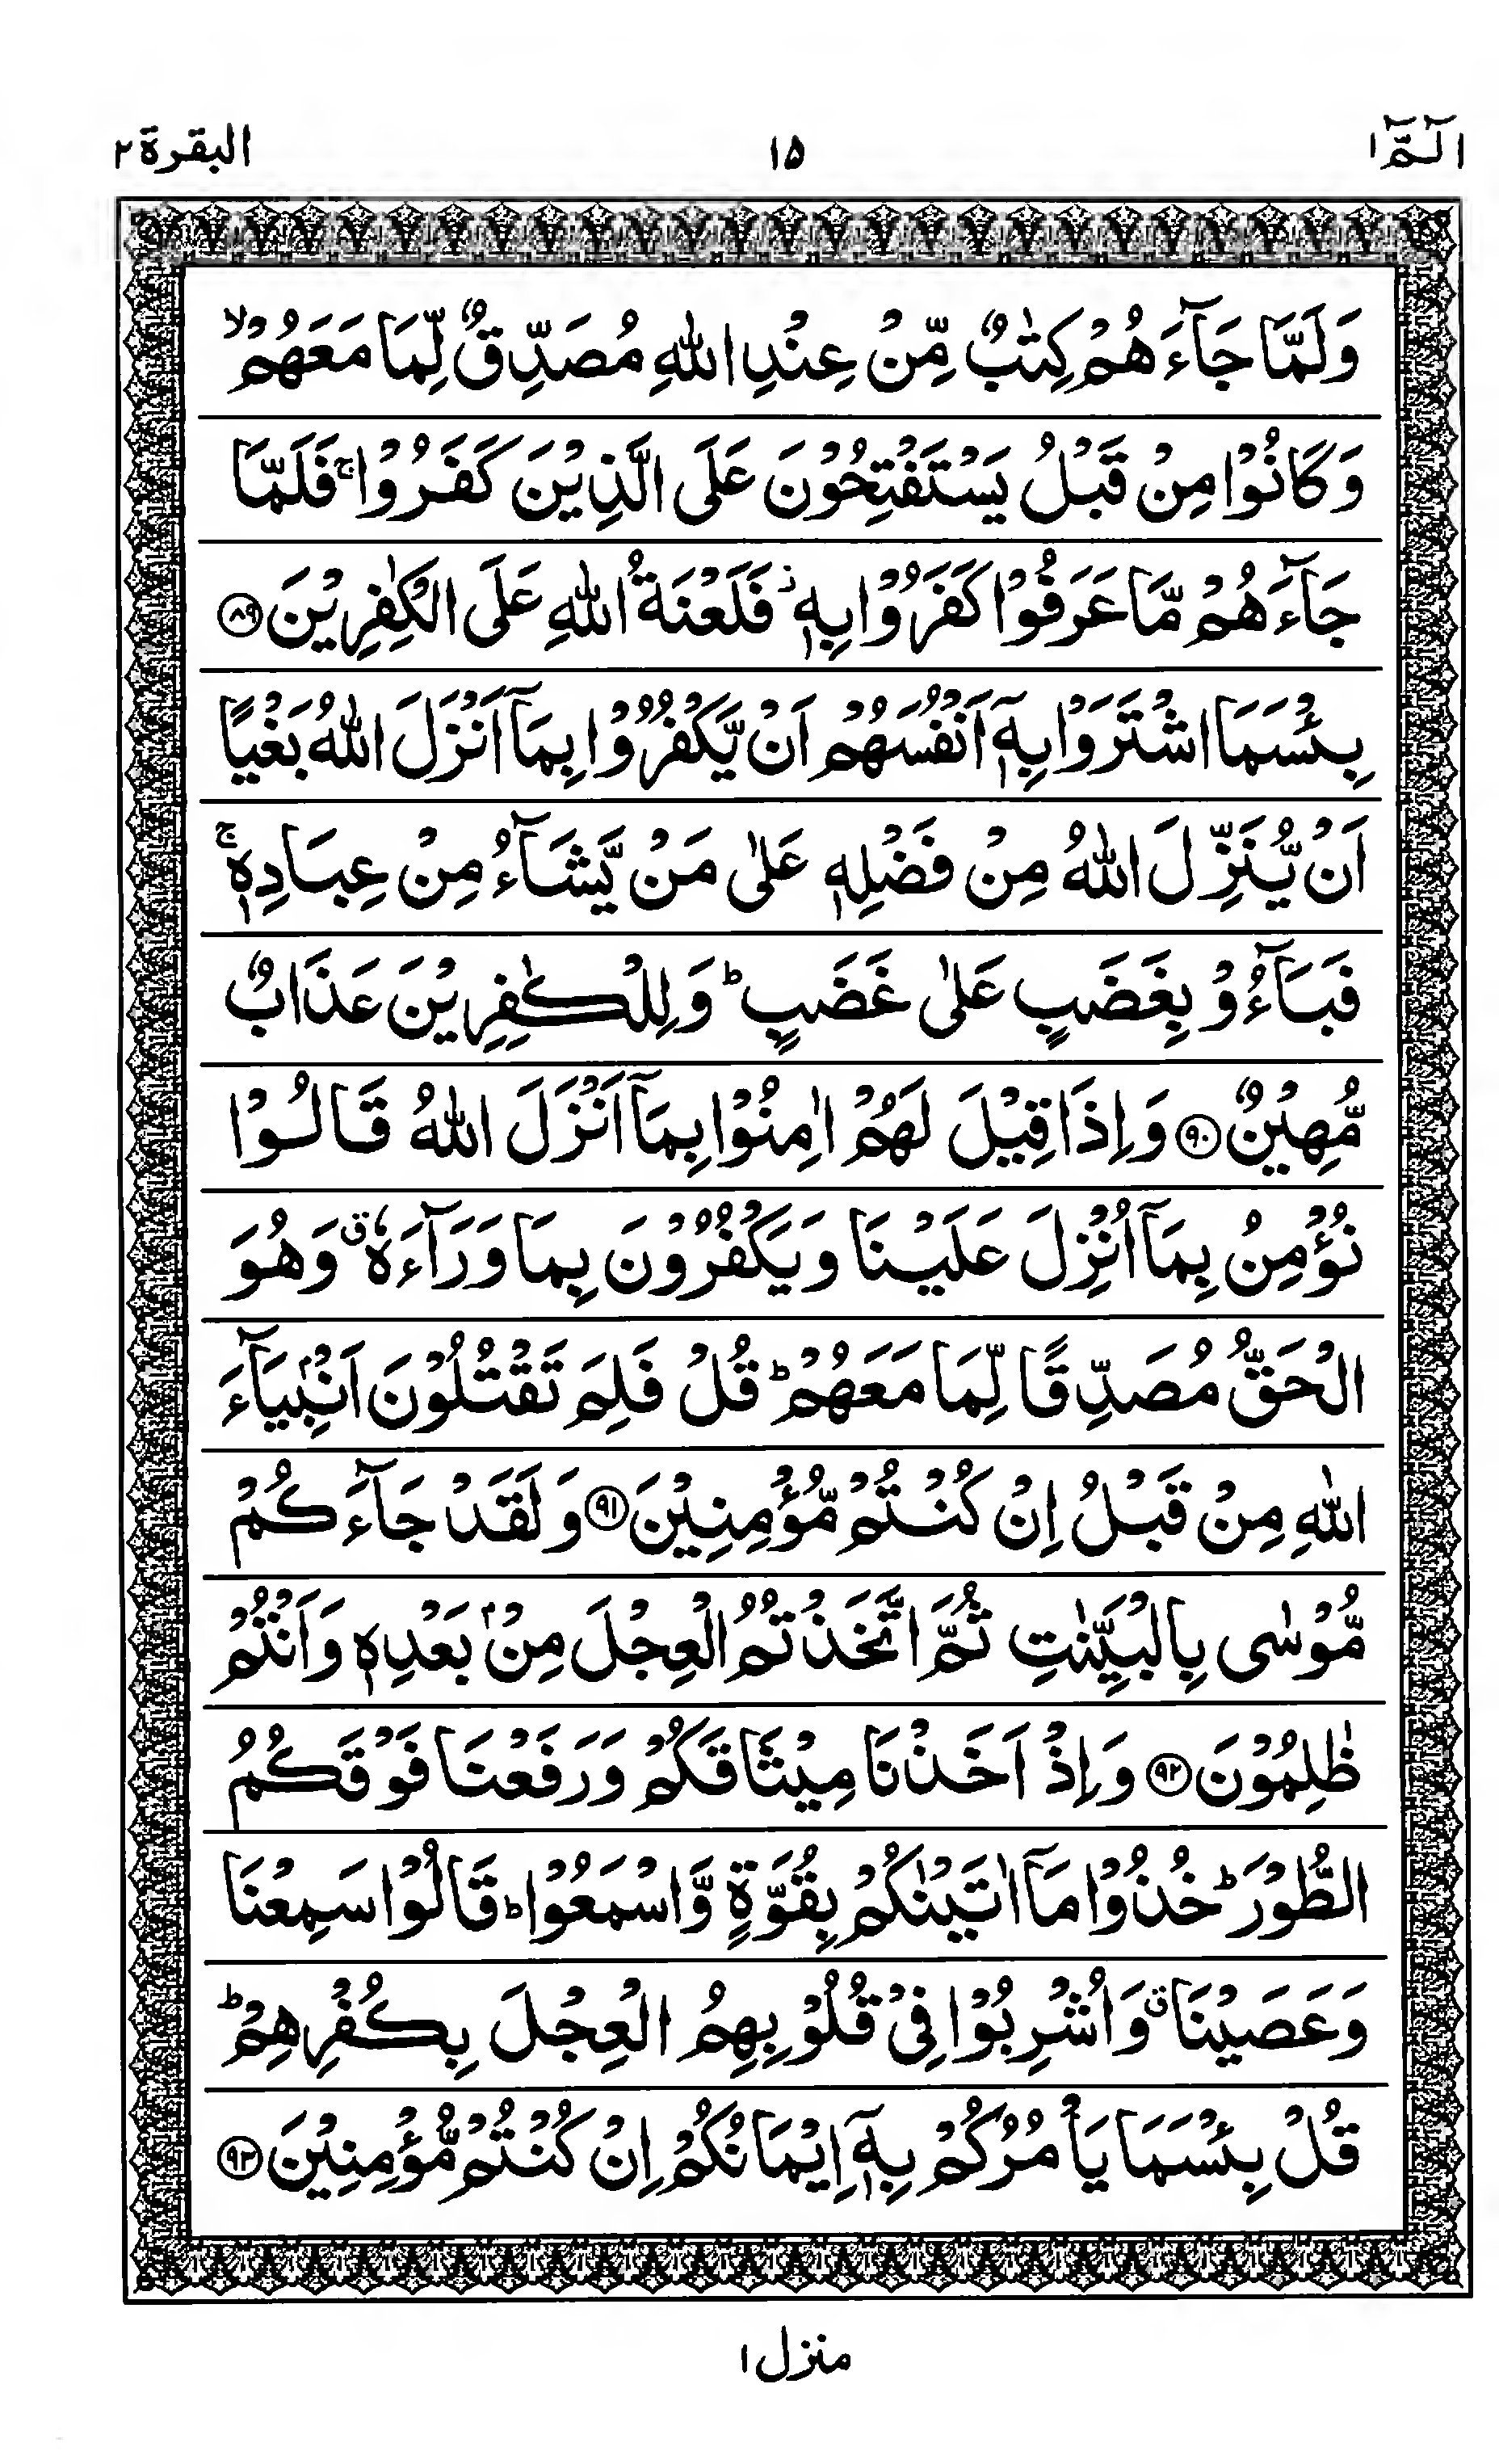 الٓـمّٓ ١
١٥
البقرة ٢
وَلَمَّا جَآءَهُمْ كِتٰبٌ مِّنْ عِنْدِ اللّٰهِ مُصَدِّقٌ لِّمَا مَعَهُمْ ۙ
وَكَانُوْا مِنْ قَبْلُ يَسْتَفْتِحُوْنَ عَلَى الَّذِيْنَ كَفَرُوْا ۚ فَلَمَّا
جَآءَهُمْ مَّا عَرَفُوْا كَفَرُوْا بِهٖ ؗ فَلَعْنَةُ اللّٰهِ عَلَى الْكٰفِرِيْنَ ﴿٨٩﴾
بِئْسَمَا اشْتَرَوْا بِهٖٓ اَنْفُسَهُمْ اَنْ يَّكْفُرُوْا بِمَآ اَنْزَلَ اللّٰهُ بَغْيًا
اَنْ يُّنَزِّلَ اللّٰهُ مِنْ فَضْلِهٖ عَلٰى مَنْ يَّشَآءُ مِنْ عِبَادِهٖ ۚ
فَبَآءُوْ بِغَضَبٍ عَلٰى غَضَبٍ ؕ وَلِلْكٰفِرِيْنَ عَذَابٌ
مُّهِيْنٌ ﴿٩٠﴾ وَاِذَا قِيْلَ لَهُمْ اٰمِنُوْا بِمَآ اَنْزَلَ اللّٰهُ قَالُوْا
نُؤْمِنُ بِمَآ اُنْزِلَ عَلَيْنَا وَيَكْفُرُوْنَ بِمَا وَرَآءَهٗ ق وَهُوَ
الْحَقُّ مُصَدِّقًا لِّمَا مَعَهُمْ ؕ قُلْ فَلِمَ تَقْتُلُوْنَ اَنْۢبِيَآءَ
اللّٰهِ مِنْ قَبْلُ اِنْ كُنْتُمْ مُّؤْمِنِيْنَ ﴿٩١﴾ وَلَقَدْ جَآءَكُمْ
مُّوْسٰى بِالْبَيِّنٰتِ ثُمَّ اتَّخَذْتُمُ الْعِجْلَ مِنْۢ بَعْدِهٖ وَاَنْتُمْ
ظٰلِمُوْنَ ﴿٩٢﴾ وَاِذْ اَخَذْنَا مِيْثَاقَكُمْ وَرَفَعْنَا فَوْقَكُمُ
الطُّوْرَ ؕ خُذُوْا مَآ اٰتَيْنٰكُمْ بِقُوَّةٍ وَّاسْمَعُوْا ؕ قَالُوْا سَمِعْنَا
وَعَصَيْنَا ق وَاُشْرِبُوْا فِيْ قُلُوْبِهِمُ الْعِجْلَ بِكُفْرِهِمْ ؕ
قُلْ بِئْسَمَا يَاْمُرُكُمْ بِهٖٓ اِيْمَانُكُمْ اِنْ كُنْتُمْ مُّؤْمِنِيْنَ ﴿٩٣﴾
منزل ١